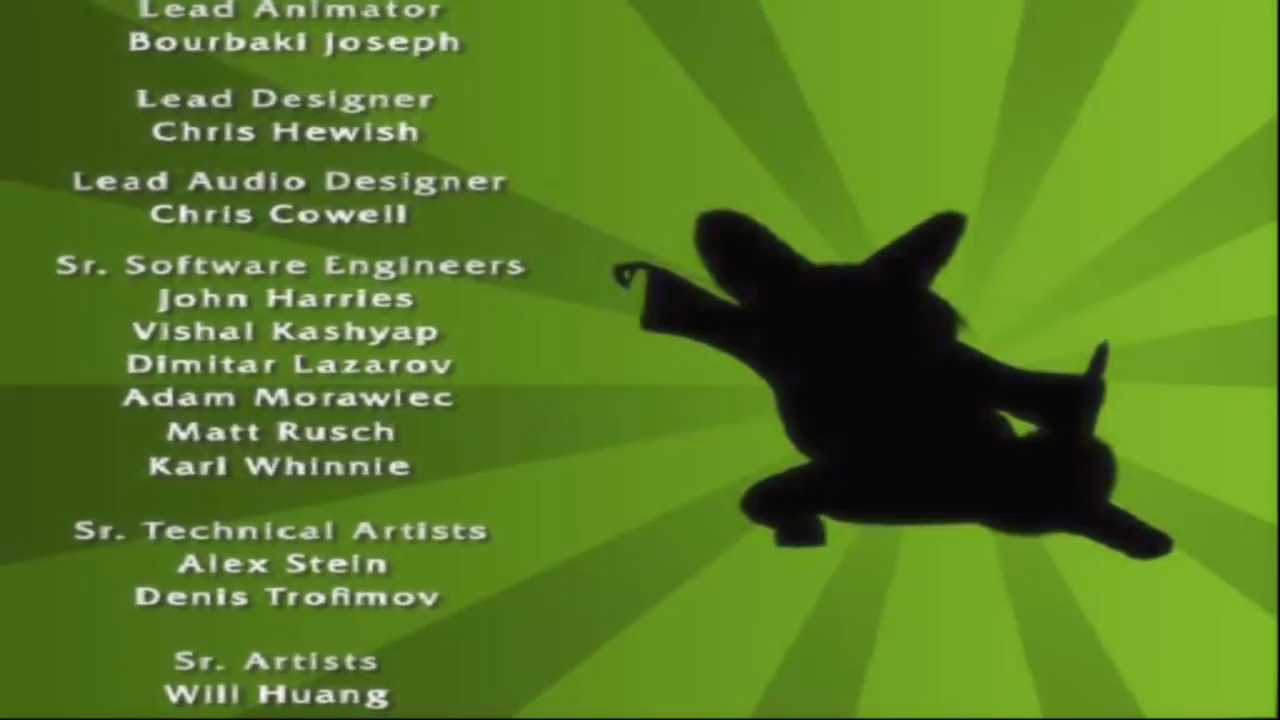 Lead Animator
Bourbaki Joseph
Lead Designer
Chris Hewish
Lead Audio Designer
Chris Cowell
Sr. Software Engineers
John Harries
Vishal Kashyap
Dimitar Lazarov
Adam Morawiec
Matt Rusch
Karl Whinnie
Sr. Technical Artists
Alex Stein
Denis Trofimov
Sr. Artists
Will Huang